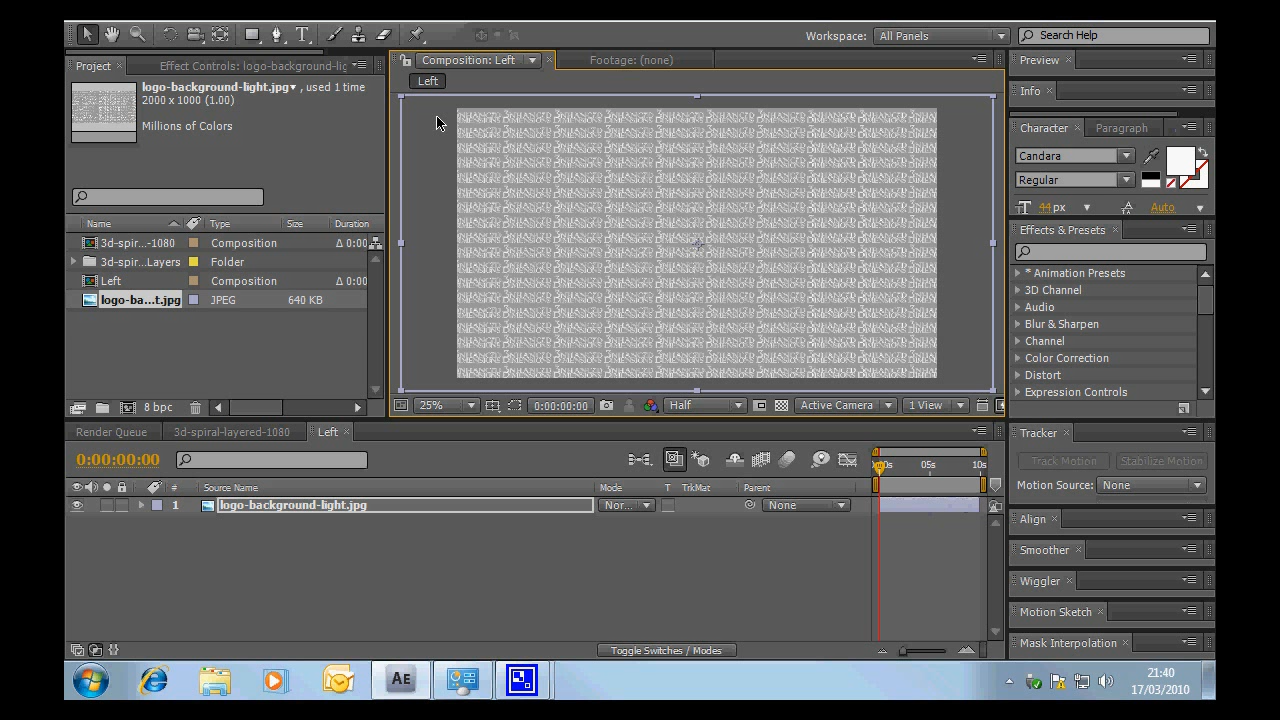 Workspace: All Panels Search Help
Project Effect Controls: logo-background-lig
Composition: Left Footage: (none)
Left
logo-background-light.jpg , used 1 time
2000 x 1000 (1.00)
Millions of Colors
Name Type Size Duration
3d-spir...-1080 Composition Δ 0:00
3d-spir...Layers Folder
Left Composition Δ 0:00
logo-ba...t.jpg JPEG 640 KB
8 bpc
25% 0:00:00:00 Half Active Camera 1 View
Preview
Info
Character Paragraph
Candara
Regular
44 px Auto
Effects & Presets
* Animation Presets
3D Channel
Audio
Blur & Sharpen
Channel
Color Correction
Distort
Expression Controls
Render Queue 3d-spiral-layered-1080 Left
0:00:00:00
05s 10s
# Source Name Mode T TrkMat Parent
1 logo-background-light.jpg Nor... None
Toggle Switches / Modes
Tracker
Track Motion Stabilize Motion
Motion Source: None
Align
Smoother
Wiggler
Motion Sketch
Mask Interpolation
AE
21:40
17/03/2010